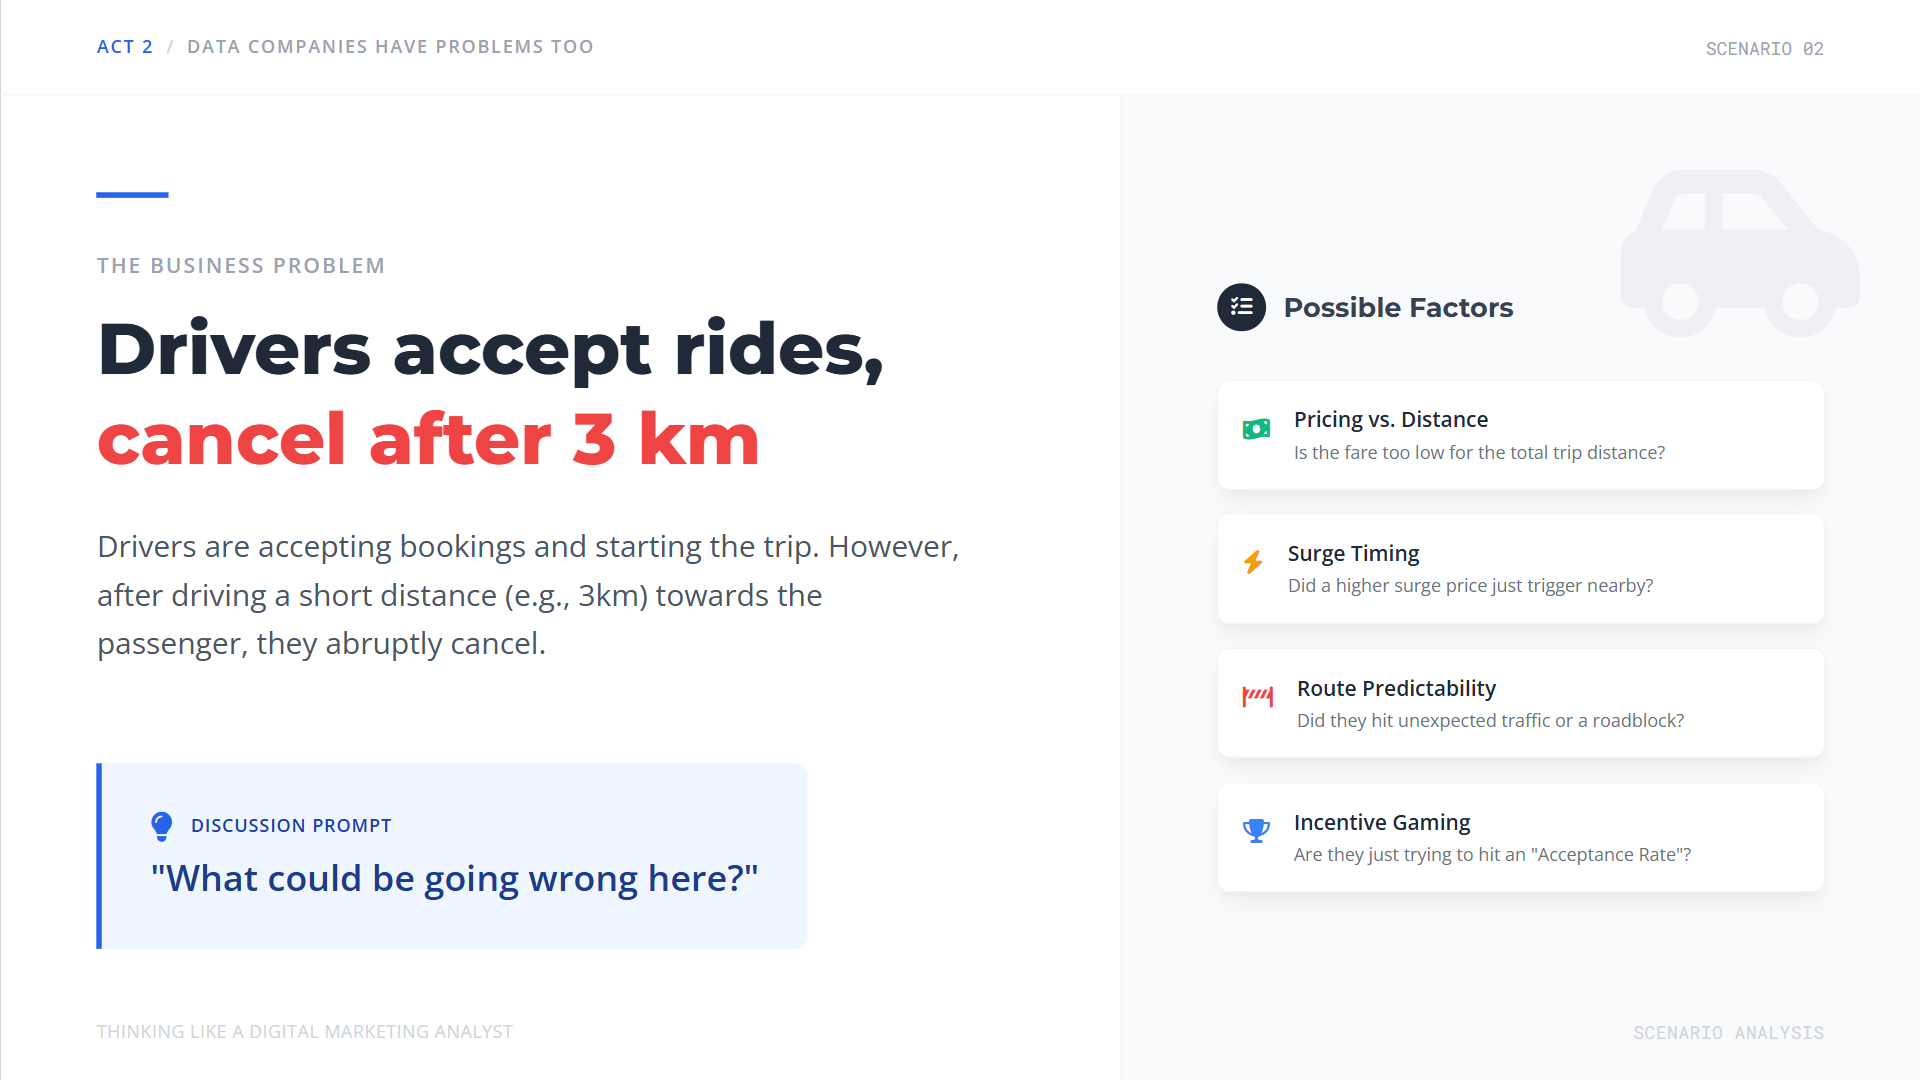 ACT 2 / DATA COMPANIES HAVE PROBLEMS TOO
SCENARIO 02
THE BUSINESS PROBLEM
Drivers accept rides,
cancel after 3 km
Drivers are accepting bookings and starting the trip. However,
after driving a short distance (e.g., 3km) towards the
passenger, they abruptly cancel.
DISCUSSION PROMPT
"What could be going wrong here?"
Possible Factors
Pricing vs. Distance
Is the fare too low for the total trip distance?
Surge Timing
Did a higher surge price just trigger nearby?
Route Predictability
Did they hit unexpected traffic or a roadblock?
Incentive Gaming
Are they just trying to hit an "Acceptance Rate"?
THINKING LIKE A DIGITAL MARKETING ANALYST
SCENARIO ANALYSIS